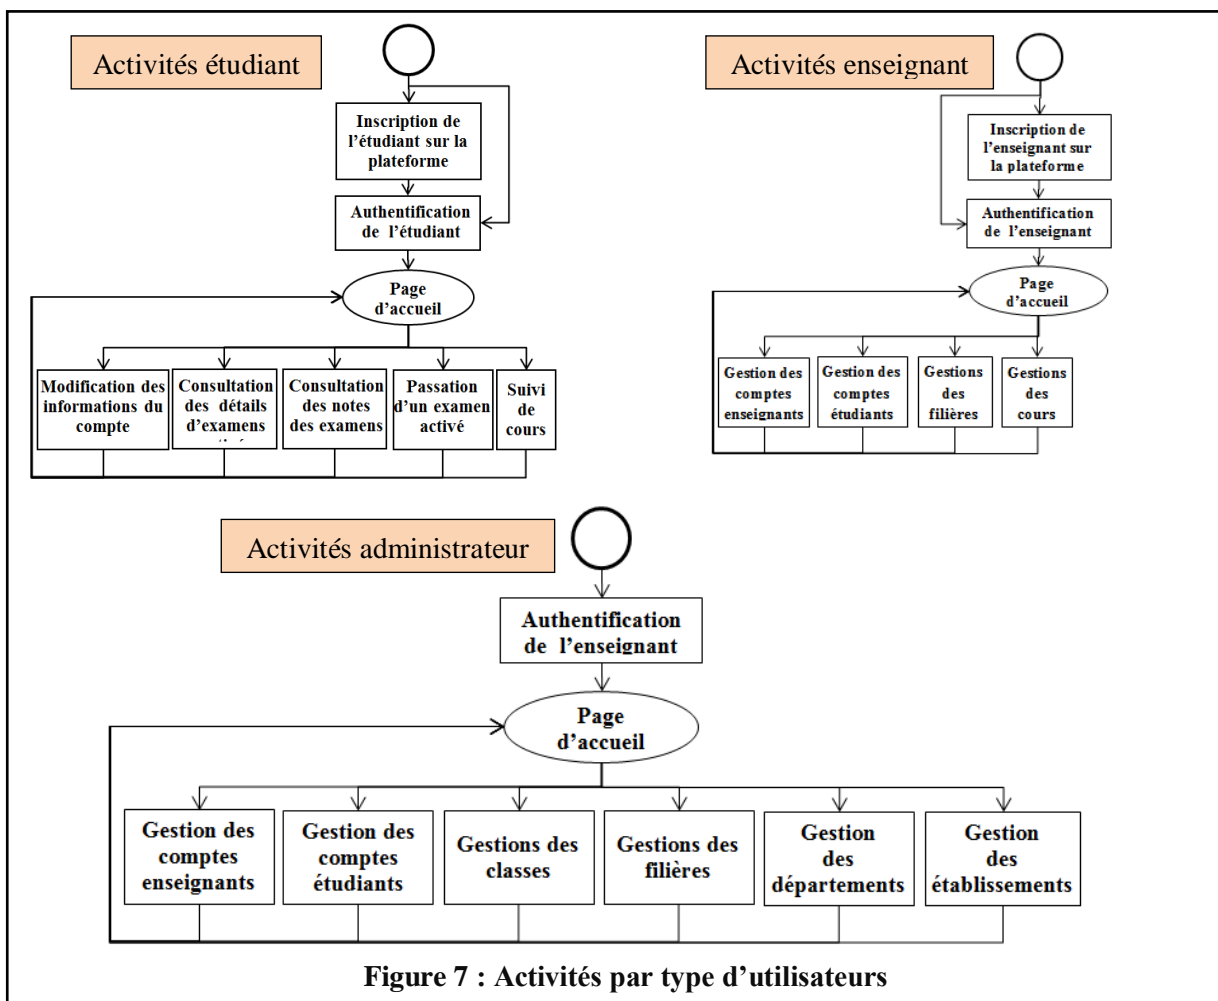 Activités étudiant
Inscription de
l'étudiant sur la
plateforme
Authentification
de l'étudiant
Page
d'accueil
Modification des
informations du
compte
Consultation
des détails
d'examens
Consultation
des notes
des examens
Passation
d'un examen
activé
Suivi
de
cours
Activités enseignant
Inscription de
l'enseignant sur
la plateforme
Authentification
de l'enseignant
Page
d'accueil
Gestion des
comptes
enseignants
Gestion des
comptes
étudiants
Gestions
des
filières
Gestions
des
cours
Activités administrateur
Authentification
de l'enseignant
Page
d'accueil
Gestion des
comptes
enseignants
Gestion des
comptes
étudiants
Gestions des
classes
Gestions des
filières
Gestion
des
départements
Gestion
des
établissements
Figure 7 : Activités par type d'utilisateurs